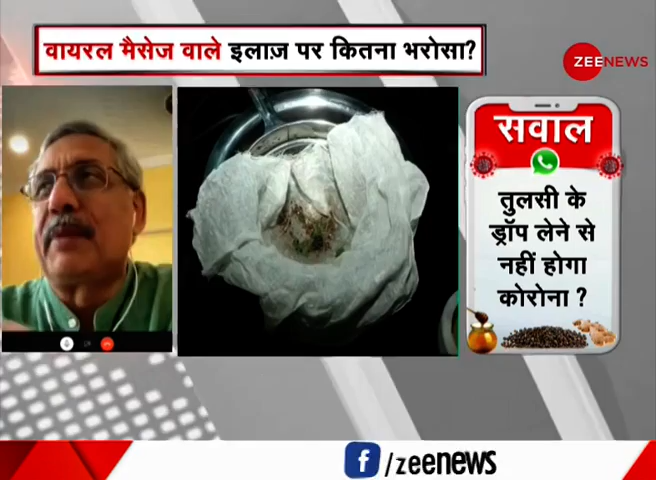 वायरल मैसेज वाले इलाज़ पर कितना भरोसा?
ZEENEWS
सवाल
तुलसी के
ड्रॉप लेने से
नहीं होगा
कोरोना ?
f/zeenews